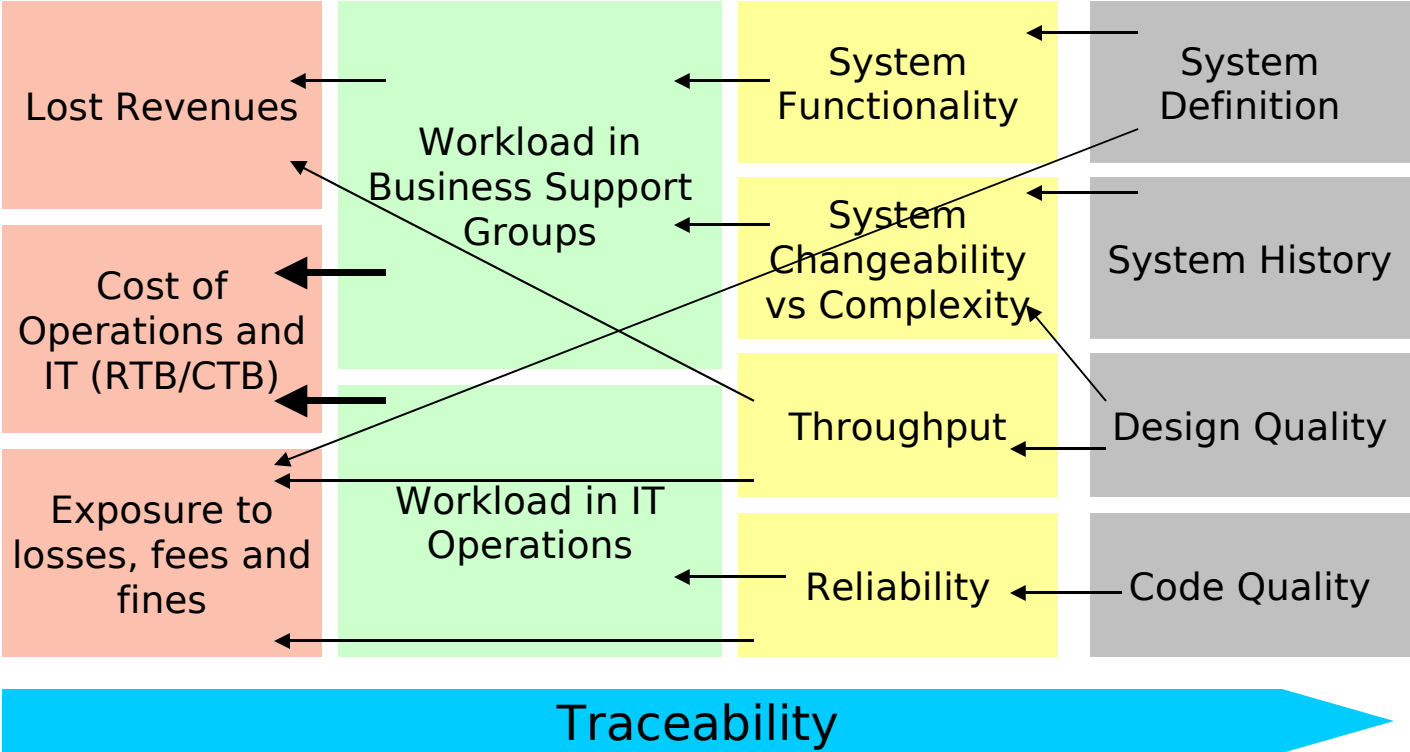 Lost Revenues
Cost of
Operations and
IT (RTB/CTB)
Exposure to
losses, fees and
fines
Workload in
Business Support
Groups
Workload in IT
Operations
System
Functionality
System
Changeability
vs Complexity
Throughput
Reliability
System
Definition
System History
Design Quality
Code Quality
Traceability